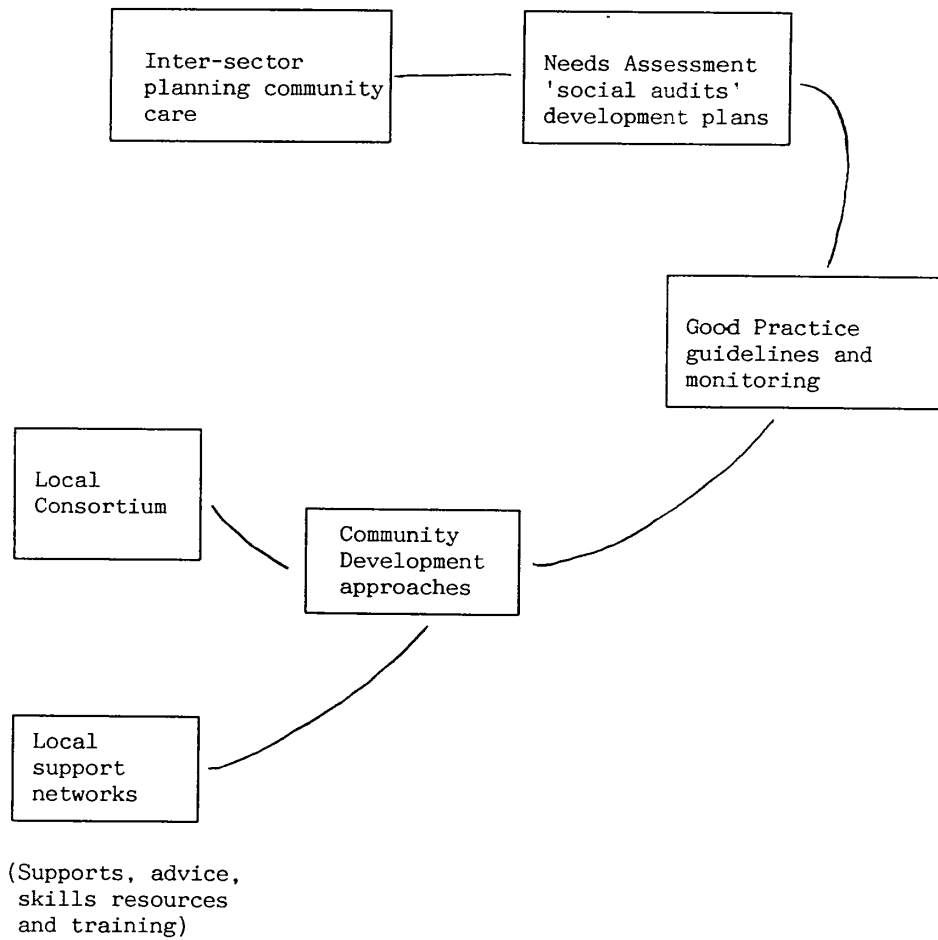 Inter-sector
planning community
care
Needs Assessment
'social audits'
development plans
Good Practice
guidelines and
monitoring
Local
Consortium
Community
Development
approaches
Local
support
networks
(Supports, advice,
skills resources
and training)